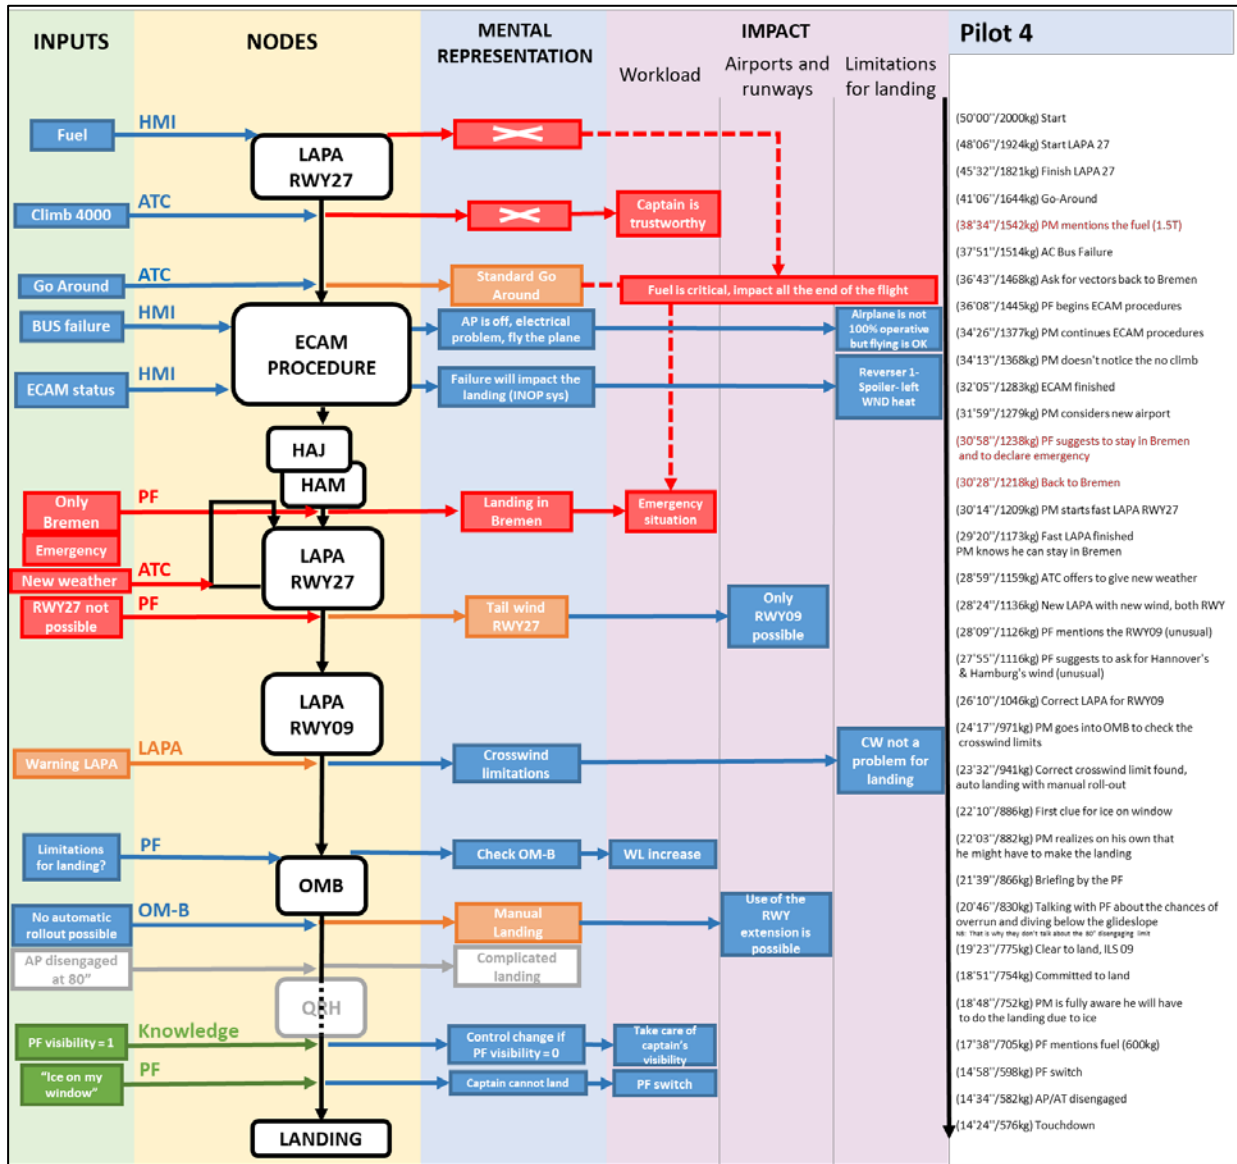 INPUTS
NODES
MENTAL
REPRESENTATION
IMPACT
Workload
Airports and
runways
Limitations
for landing
Pilot 4
Fuel
HMI
LAPA
RWY27
Climb 4000
ATC
Captain is
trustworthy
Go Around
ATC
Standard Go
Around
Fuel is critical, impact all the end of the flight
BUS failure
HMI
ECAM
PROCEDURE
AP is off, electrical
problem, fly the plane
Airplane is not
100% operative
but flying is OK
ECAM status
HMI
Failure will impact the
landing (INOP sys)
Reverser 1-
Spoiler- left
WND heat
HAJ
HAM
Only
Bremen
PF
Landing in
Bremen
Emergency
situation
Emergency
LAPA
RWY27
New weather
ATC
RWY27 not
possible
PF
Tail wind
RWY27
Only
RWY09
possible
LAPA
RWY09
Warning LAPA
LAPA
Crosswind
limitations
CW not a
problem for
landing
Limitations
for landing?
PF
Check OM-B
WL increase
OMB
No automatic
rollout possible
OM-B
Manual
Landing
Use of the
RWY
extension is
possible
AP disengaged
at 80"
Complicated
landing
QRH
PF visibility = 1
Knowledge
Control change if
PF visibility = 0
Take care of
captain's
visibility
"Ice on my
window"
PF
Captain cannot land
PF switch
LANDING
(50'00''/2000kg) Start
(48'06''/1924kg) Start LAPA 27
(45'32''/1821kg) Finish LAPA 27
(41'06''/1644kg) Go-Around
(38'34''/1542kg) PM mentions the fuel (1.5T)
(37'51''/1514kg) AC Bus Failure
(36'43''/1468kg) Ask for vectors back to Bremen
(36'08''/1445kg) PF begins ECAM procedures
(34'26''/1377kg) PM continues ECAM procedures
(34'13''/1368kg) PM doesn't notice the no climb
(32'05''/1283kg) ECAM finished
(31'59''/1279kg) PM considers new airport
(30'58''/1238kg) PF suggests to stay in Bremen
and to declare emergency
(30'28''/1218kg) Back to Bremen
(30'14''/1209kg) PM starts fast LAPA RWY27
(29'20''/1173kg) Fast LAPA finished
PM knows he can stay in Bremen
(28'59''/1159kg) ATC offers to give new weather
(28'24''/1136kg) New LAPA with new wind, both RWY
(28'09''/1126kg) PF mentions the RWY09 (unusual)
(27'55''/1116kg) PF suggests to ask for Hannover's
& Hamburg's wind (unusual)
(26'10''/1046kg) Correct LAPA for RWY09
(24'17''/971kg) PM goes into OMB to check the
crosswind limits
(23'32''/941kg) Correct crosswind limit found,
auto landing with manual roll-out
(22'10''/886kg) First clue for ice on window
(22'03''/882kg) PM realizes on his own that
he might have to make the landing
(21'39''/866kg) Briefing by the PF
(20'46''/830kg) Talking with PF about the chances of
overrun and diving below the glideslope
NB: That is why they don't talk about the 80" disengaging limit
(19'23''/775kg) Clear to land, ILS 09
(18'51''/754kg) Committed to land
(18'48''/752kg) PM is fully aware he will have
to do the landing due to ice
(17'38''/705kg) PF mentions fuel (600kg)
(14'58''/598kg) PF switch
(14'34''/582kg) AP/AT disengaged
(14'24''/576kg) Touchdown